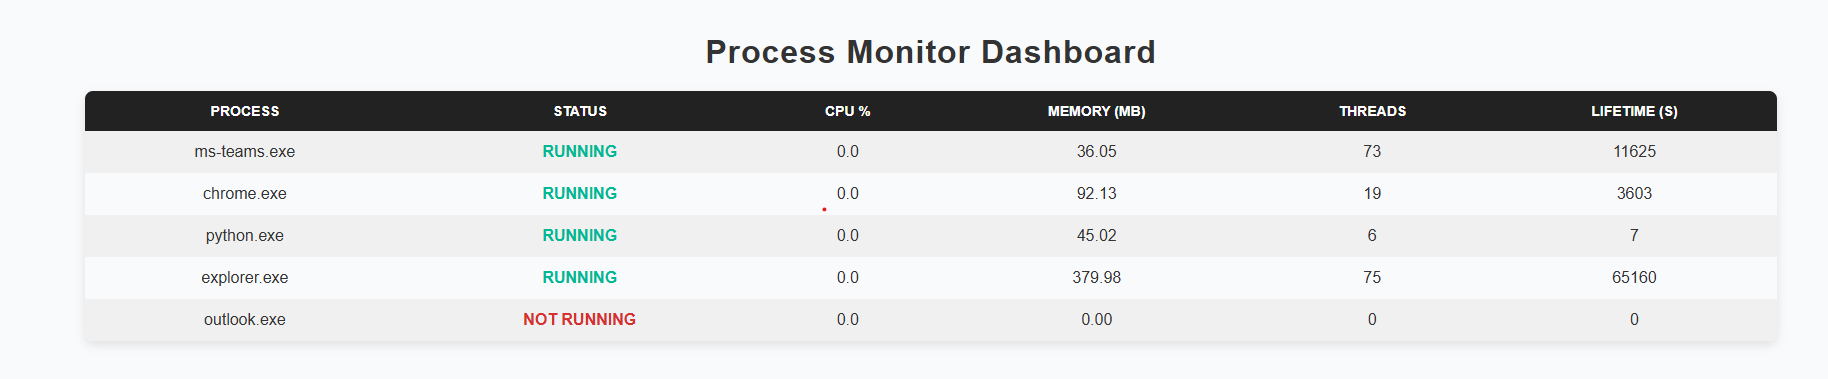 Process Monitor Dashboard
PROCESS STATUS CPU % MEMORY (MB) THREADS LIFETIME (S)
ms-teams.exe RUNNING 0.0 36.05 73 11625
chrome.exe RUNNING 0.0 92.13 19 3603
python.exe RUNNING 0.0 45.02 6 7
explorer.exe RUNNING 0.0 379.98 75 65160
outlook.exe NOT RUNNING 0.0 0.00 0 0